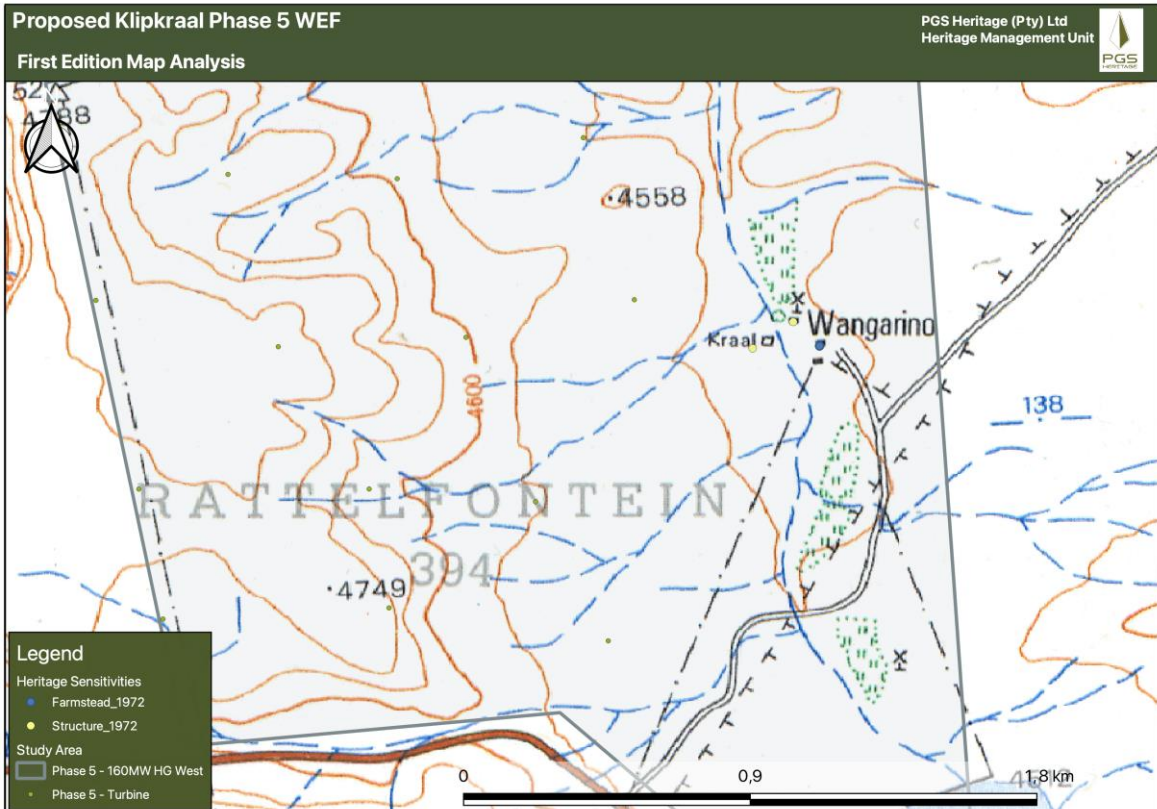 Proposed Klipkraal Phase 5 WEF
First Edition Map Analysis
PGS Heritage (Pty) Ltd
Heritage Management Unit
PGS
HERITAGE
4558
Wangarino
Kraal
4600
138
RATTELFONTEIN
394
4749
Legend
Heritage Sensitivities
Farmstead_1972
Structure_1972
Study Area
Phase 5 - 160MW HG West
Phase 5 - Turbine
0
0,9
1,8 km